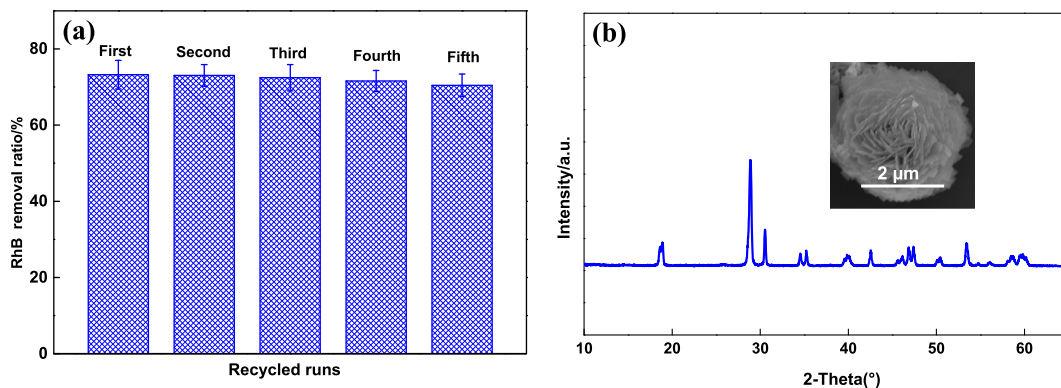 (a)
First
Second
Third
Fourth
Fifth
80
60
40
20
0
RhB removal ratio/%
Recycled runs
(b)
2 μm
Intensity/a.u.
10
20
30
40
50
60
2-Theta(°)